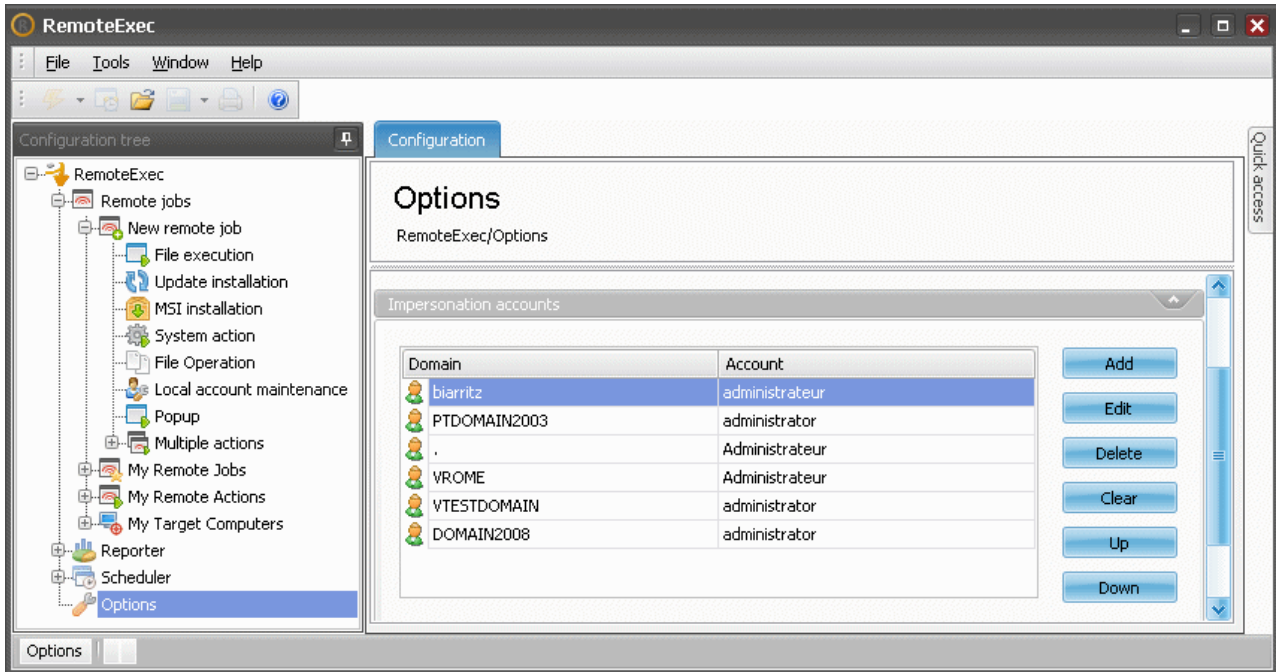 RemoteExec
File Tools Window Help
Configuration tree
RemoteExec
Remote jobs
New remote job
File execution
Update installation
MSI installation
System action
File Operation
Local account maintenance
Popup
Multiple actions
My Remote Jobs
My Remote Actions
My Target Computers
Reporter
Scheduler
Options
Configuration
Options
RemoteExec/Options
Impersonation accounts
Domain Account
biarritz administrateur
PTDOMAIN2003 administrator
. Administrateur
VROME Administrateur
VTESTDOMAIN administrator
DOMAIN2008 administrator
Add
Edit
Delete
Clear
Up
Down
Quick access
Options